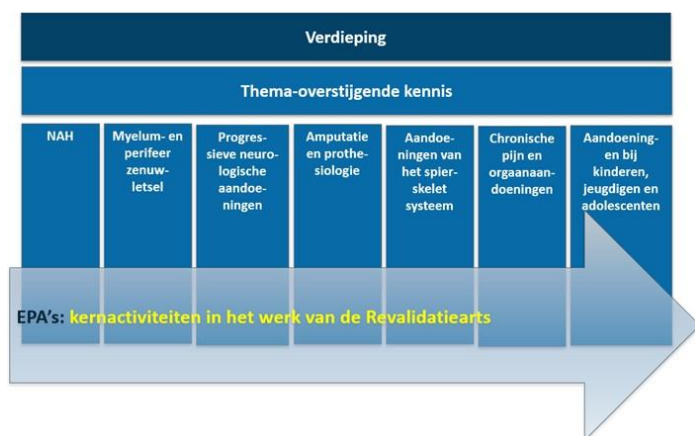 Verdieping
Thema-overstijgende kennis
NAH
Myelum- en
perifeer
zenuw-
letsel
Progres-
sieve neuro-
logische
aandoe-
ningen
Amputatie
en prothe-
siologie
Aandoe-
ningen van
het spier-
skelet
systeem
Chronische
pijn en
orgaanaan-
doeningen
Aandoening-
en bij
kinderen,
jeugdigen en
adolescenten
EPA's: kernactiviteiten in het werk van de Revalidatiearts